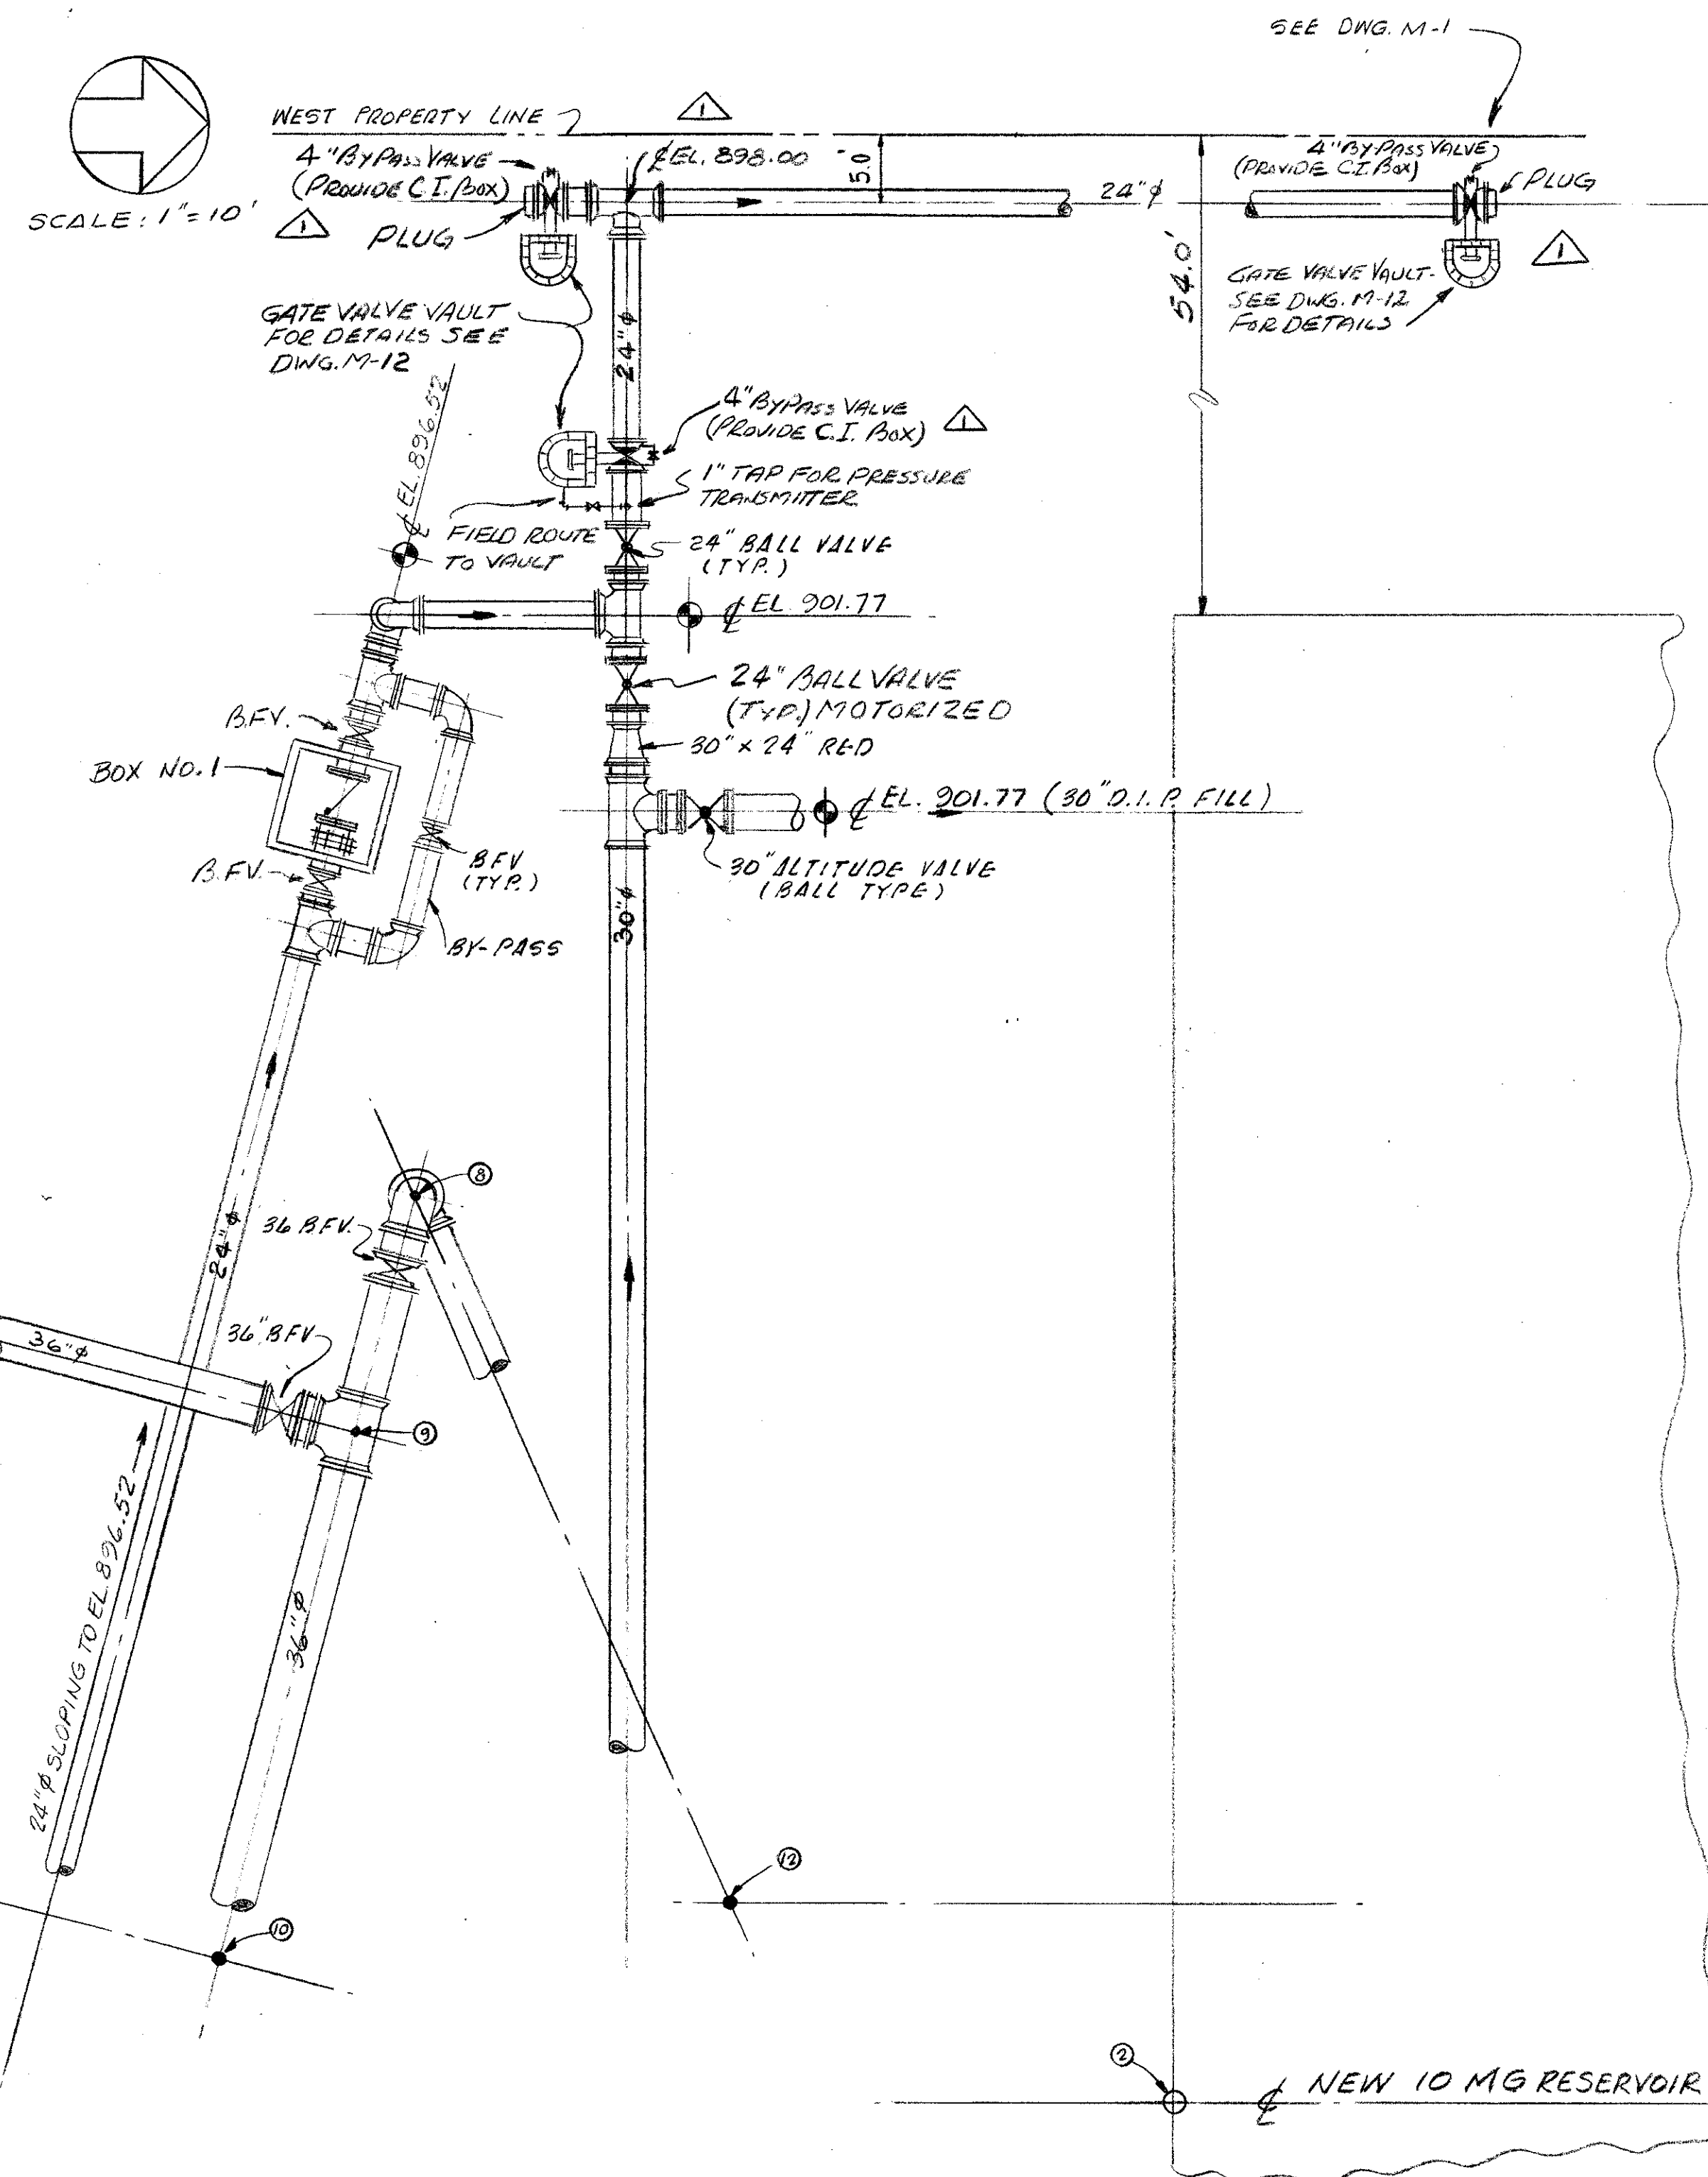 SEE DWG. M-1
WEST PROPERTY LINE
1
4" BYPASS VALVE
(PROVIDE C.I. BOX)
1
PLUG
SCALE: 1"=10'
℄ EL. 898.00
5.0'
24"φ
4" BY-PASS VALVE
(PROVIDE C.I. BOX)
PLUG
1
54.0'
GATE VALVE VAULT-
SEE DWG. M-12
FOR DETAILS
GATE VALVE VAULT
FOR DETAILS SEE
DWG. M-12
24"φ
4" BYPASS VALVE
(PROVIDE C.I. BOX)
1
1" TAP FOR PRESSURE
TRANSMITTER
℄ EL. 896.52
FIELD ROUTE
TO VAULT
24" BALL VALVE
(TYP.)
℄ EL 901.77
24" BALL VALVE
(TYP.) MOTORIZED
30" x 24" RED
B.F.V.
BOX NO. 1
℄ EL. 901.77 (30" D.I.P. FILL)
B.F.V.
BFV
(TYP.)
30" ALTITUDE VALVE
(BALL TYPE)
30"φ
BY-PASS
8
36 B.F.V.
24"φ
36" BFV
36"φ
9
24"φ SLOPING TO EL. 896.52
36"φ
12
10
2
℄ NEW 10 MG RESERVOIR